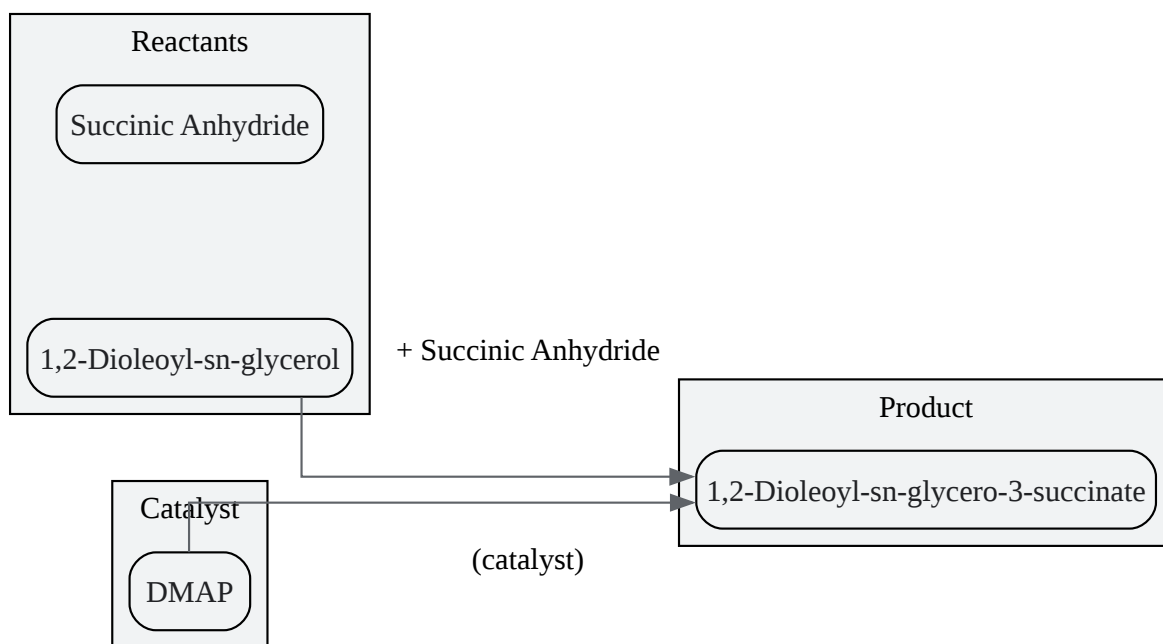 Reactants
Succinic Anhydride
1,2-Dioleoyl-sn-glycerol
+ Succinic Anhydride
Product
1,2-Dioleoyl-sn-glycero-3-succinate
Catalyst
DMAP
(catalyst)